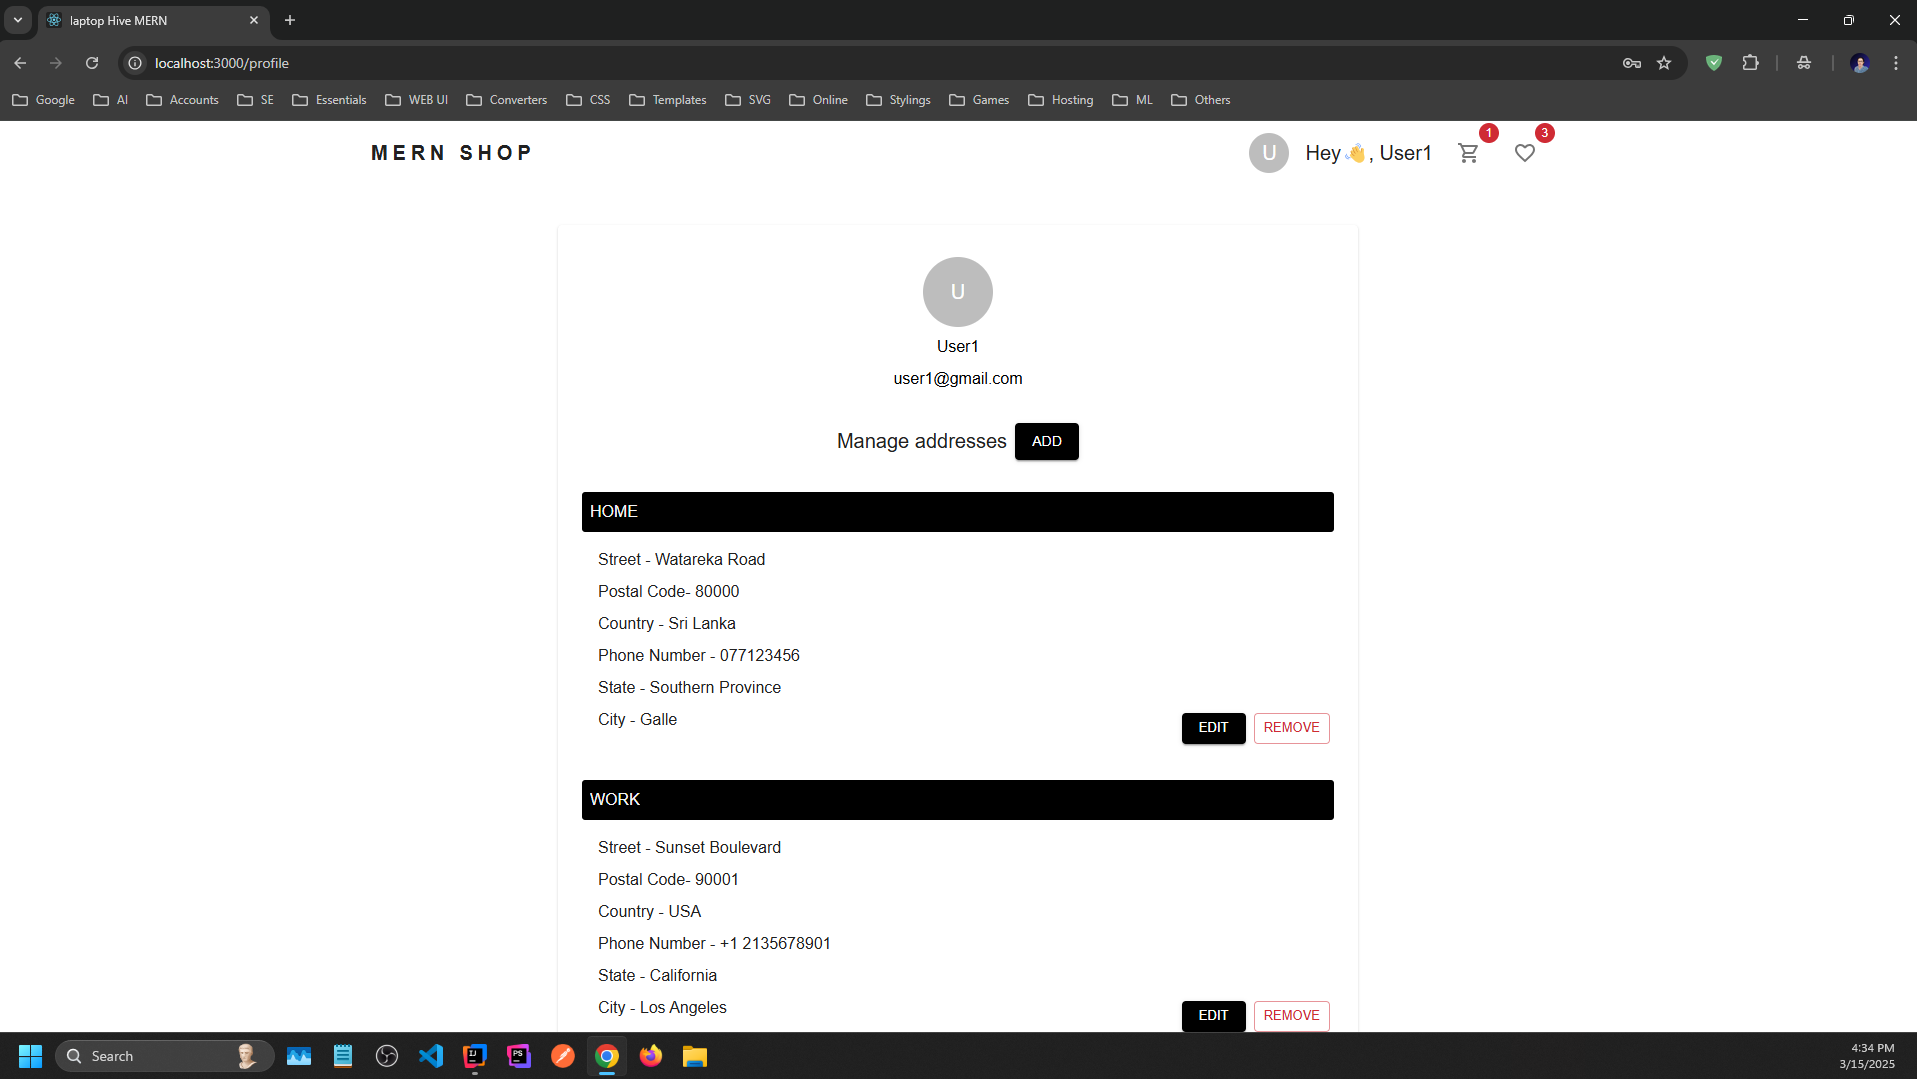 laptop Hive MERN
localhost:3000/profile
Google AI Accounts SE Essentials WEB UI Converters CSS Templates SVG Online Stylings Games Hosting ML Others
MERN SHOP
U Hey👋, User1 1 3
U
User1
user1@gmail.com
Manage addresses ADD
HOME
Street - Watareka Road
Postal Code- 80000
Country - Sri Lanka
Phone Number - 077123456
State - Southern Province
City - Galle
EDIT REMOVE
WORK
Street - Sunset Boulevard
Postal Code- 90001
Country - USA
Phone Number - +1 2135678901
State - California
City - Los Angeles
EDIT REMOVE
Search
IJ
PS
4:34 PM
3/15/2025